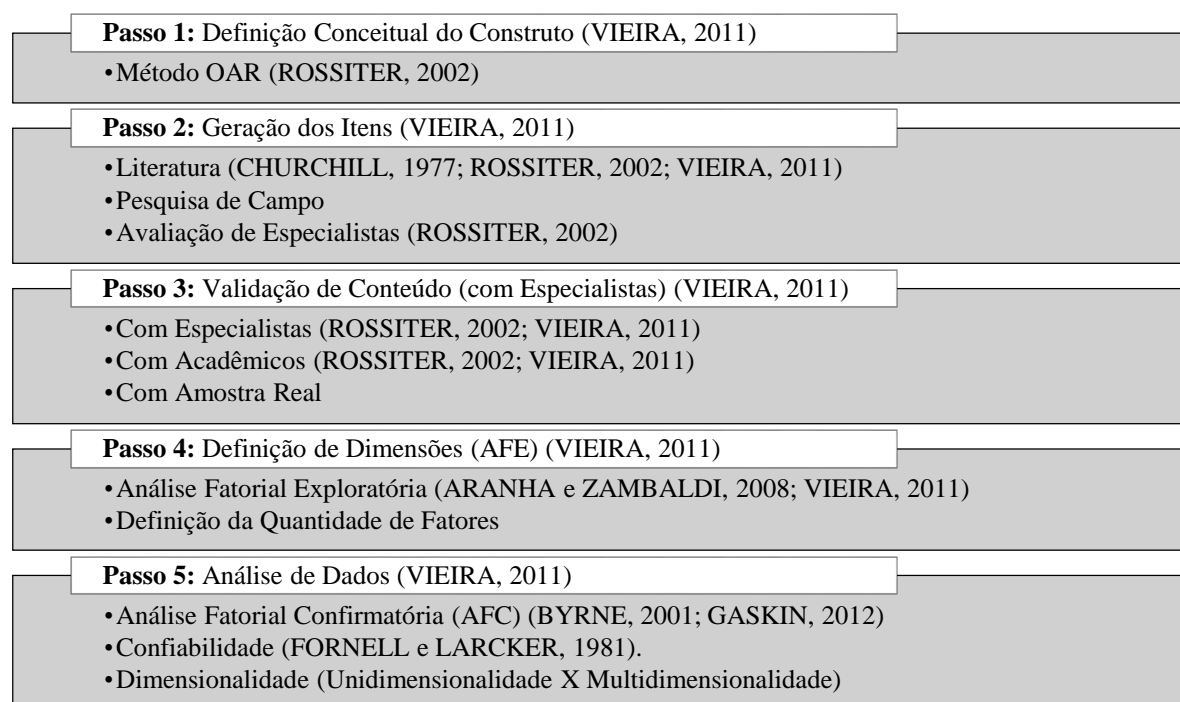 Passo 1: Definição Conceitual do Construto (VIEIRA, 2011)
•Método OAR (ROSSITER, 2002)
Passo 2: Geração dos Itens (VIEIRA, 2011)
•Literatura (CHURCHILL, 1977; ROSSITER, 2002; VIEIRA, 2011)
•Pesquisa de Campo
•Avaliação de Especialistas (ROSSITER, 2002)
Passo 3: Validação de Conteúdo (com Especialistas) (VIEIRA, 2011)
•Com Especialistas (ROSSITER, 2002; VIEIRA, 2011)
•Com Acadêmicos (ROSSITER, 2002; VIEIRA, 2011)
•Com Amostra Real
Passo 4: Definição de Dimensões (AFE) (VIEIRA, 2011)
•Análise Fatorial Exploratória (ARANHA e ZAMBALDI, 2008; VIEIRA, 2011)
•Definição da Quantidade de Fatores
Passo 5: Análise de Dados (VIEIRA, 2011)
•Análise Fatorial Confirmatória (AFC) (BYRNE, 2001; GASKIN, 2012)
•Confiabilidade (FORNELL e LARCKER, 1981).
•Dimensionalidade (Unidimensionalidade X Multidimensionalidade)